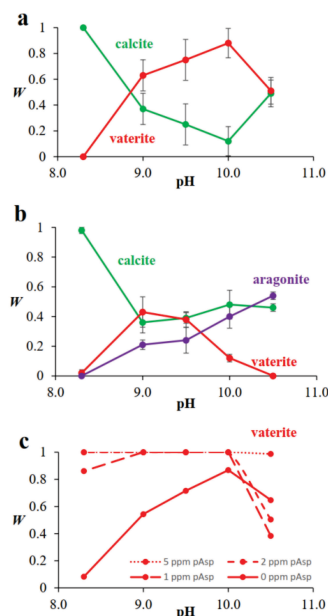 a
1
calcite
0.8
0.6
W
0.4
0.2
vaterite
0
8.0 9.0 10.0 11.0
pH
b
1
calcite
aragonite
0.8
0.6
W
0.4
0.2
vaterite
0
8.0 9.0 10.0 11.0
pH
c
vaterite
1
0.8
0.6
W
0.4
0.2
5 ppm pAsp 2 ppm pAsp
1 ppm pAsp 0 ppm pAsp
0
8.0 9.0 10.0 11.0
pH